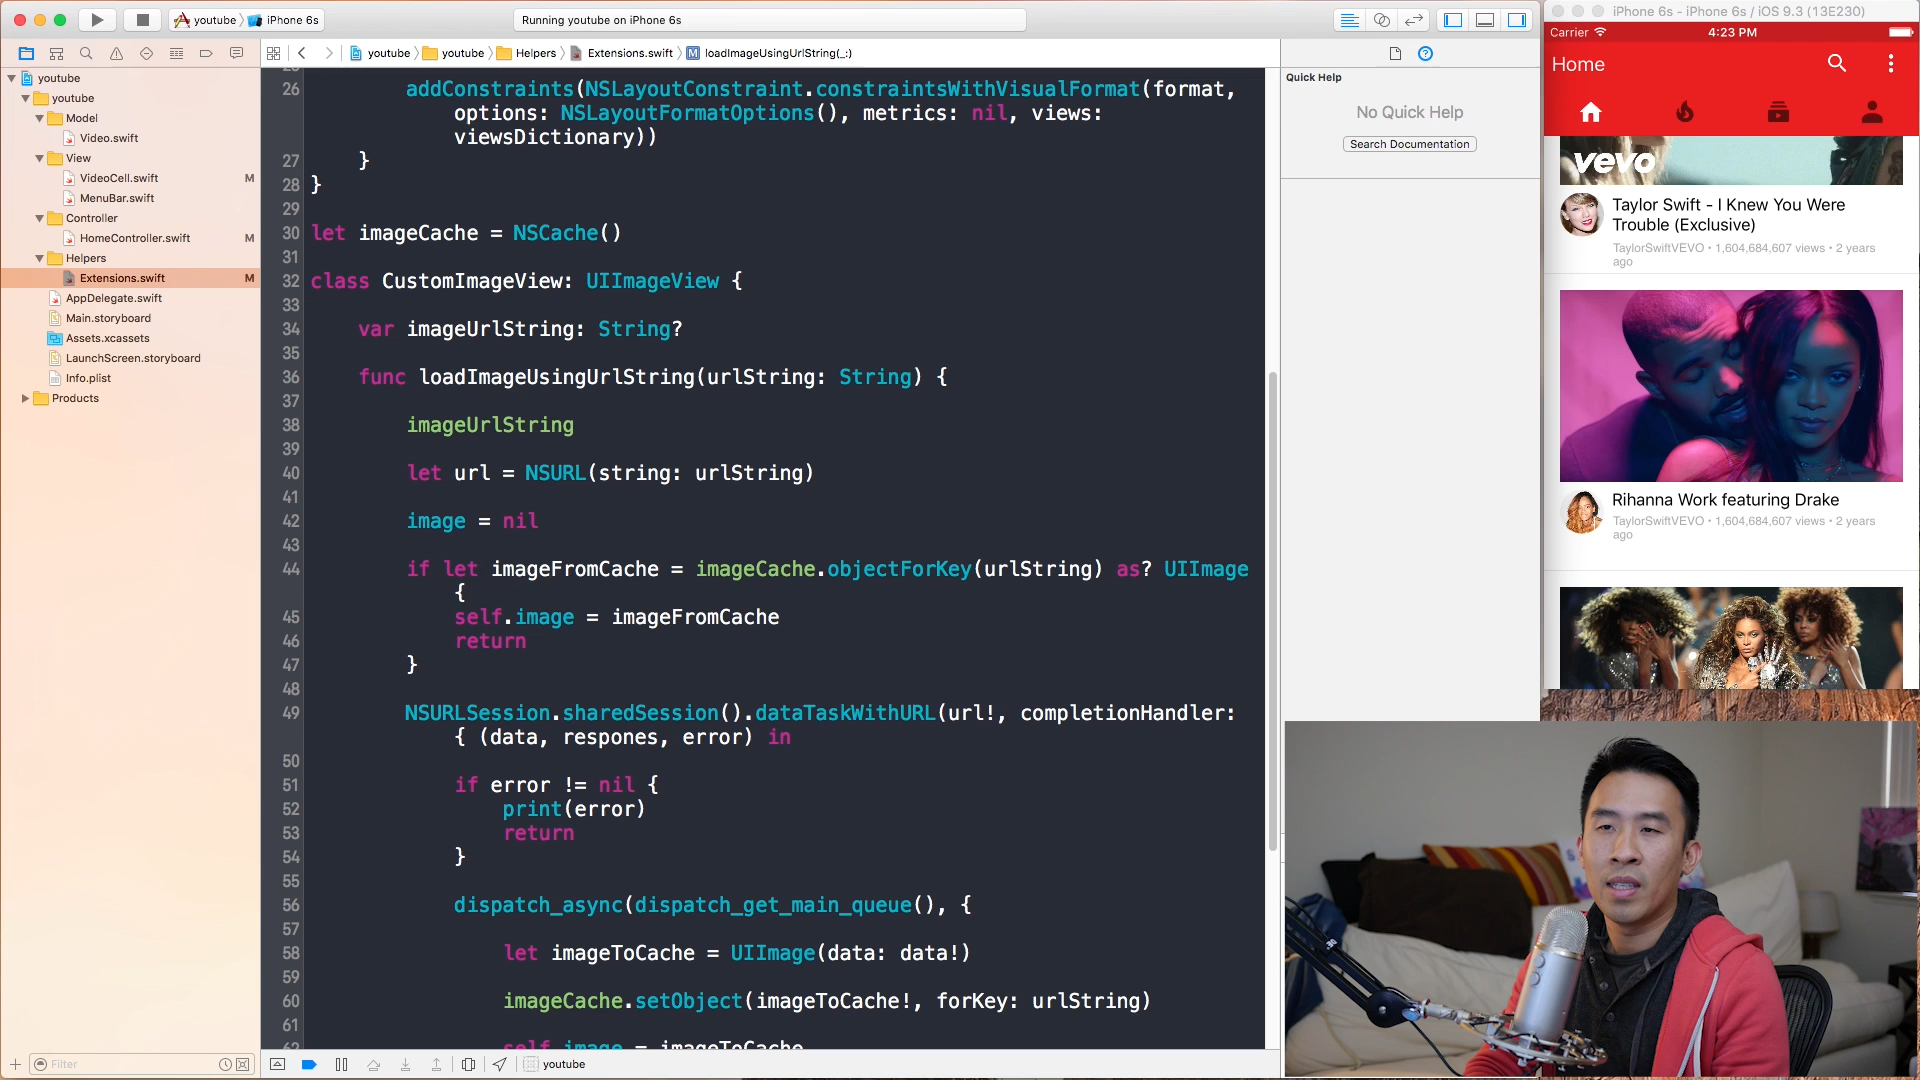 youtube
iPhone 6s
Running youtube on iPhone 6s
iPhone 6s - iPhone 6s / iOS 9.3 (13E230)
youtube
youtube
Helpers
Extensions.swift
M
loadImageUsingUrlString(_:)
youtube
youtube
Model
Video.swift
View
VideoCell.swift
M
MenuBar.swift
Controller
HomeController.swift
M
Helpers
Extensions.swift
M
AppDelegate.swift
Main.storyboard
Assets.xcassets
LaunchScreen.storyboard
Info.plist
Products
Filter
26 addConstraints(NSLayoutConstraint.constraintsWithVisualFormat(format,
options: NSLayoutFormatOptions(), metrics: nil, views:
viewsDictionary))
27 }
28 }
29
30 let imageCache = NSCache()
31
32 class CustomImageView: UIImageView {
33
34 var imageUrlString: String?
35
36 func loadImageUsingUrlString(urlString: String) {
37
38 imageUrlString
39
40 let url = NSURL(string: urlString)
41
42 image = nil
43
44 if let imageFromCache = imageCache.objectForKey(urlString) as? UIImage
{
45 self.image = imageFromCache
46 return
47 }
48
49 NSURLSession.sharedSession().dataTaskWithURL(url!, completionHandler:
{ (data, respones, error) in
50
51 if error != nil {
52 print(error)
53 return
54 }
55
56 dispatch_async(dispatch_get_main_queue(), {
57
58 let imageToCache = UIImage(data: data!)
59
60 imageCache.setObject(imageToCache!, forKey: urlString)
61
62 self.image = imageToCache
youtube
Quick Help
No Quick Help
Search Documentation
Carrier
4:23 PM
Home
vevo
Taylor Swift - I Knew You Were
Trouble (Exclusive)
TaylorSwiftVEVO • 1,604,684,607 views • 2 years
ago
Rihanna Work featuring Drake
TaylorSwiftVEVO • 1,604,684,607 views • 2 years
ago